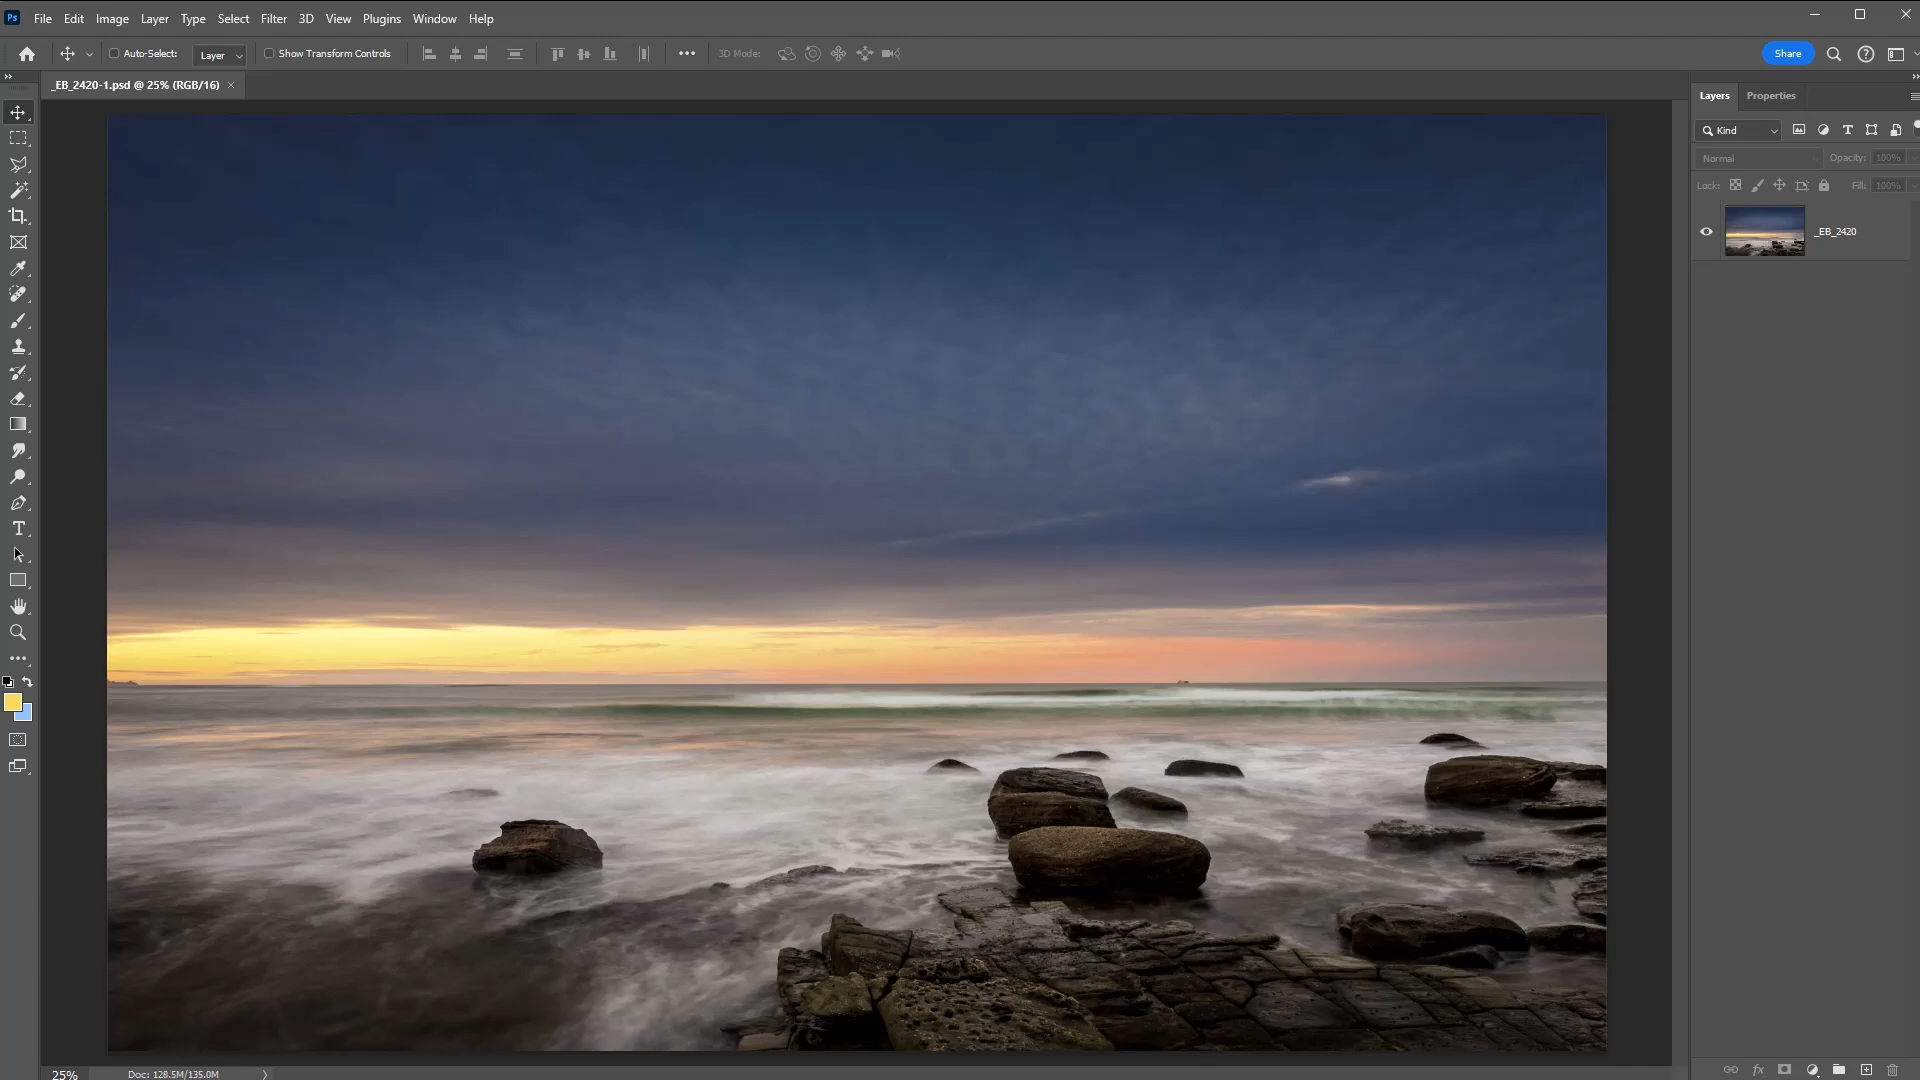 Ps File Edit Image Layer Type Select Filter 3D View Plugins Window Help
Auto-Select: Layer Show Transform Controls 3D Mode: Share
_EB_2420-1.psd @ 25% (RGB/16)
Layers Properties
Kind
Normal Opacity: 100%
Lock: Fill: 100%
_EB_2420
25% Doc: 128.5M/135.0M